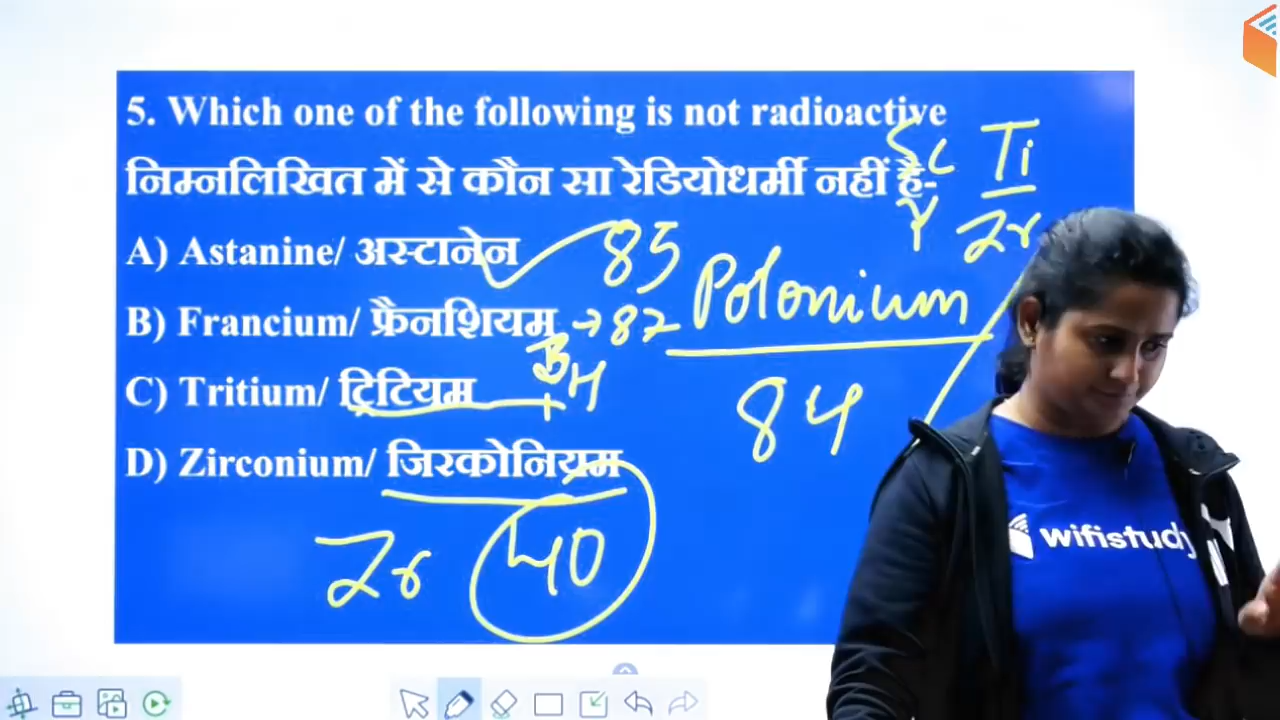 5. Which one of the following is not radioactive
निम्नलिखित में से कौन सा रेडियोधर्मी नहीं है-
Sc Ti
Y Zr
A) Astanine/ अस्टानेन 85
Polonium
B) Francium/ फ्रैनशियम →87
84
C) Tritium/ ट्रिटियम H
D) Zirconium/ जिरकोनियम
Zr 40
wifistudy